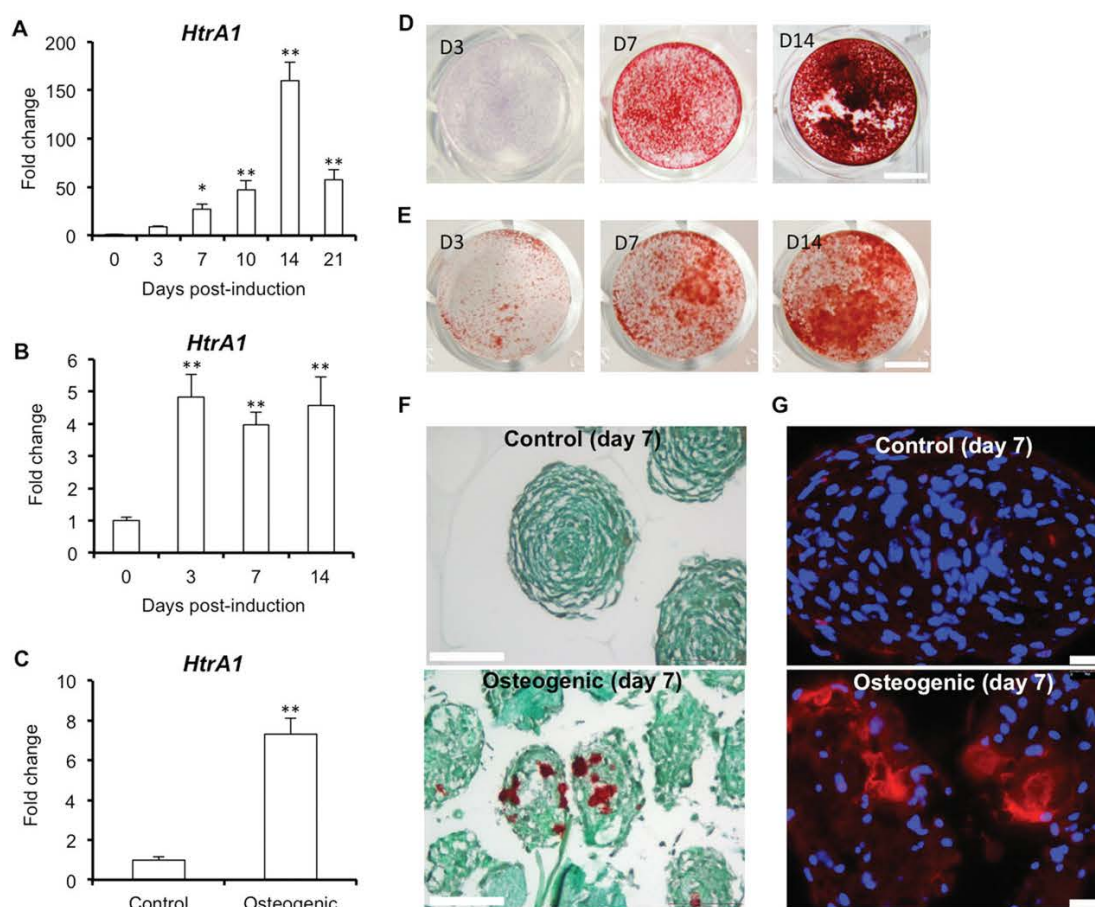 A
HtrA1
Fold change
200
150
100
50
0
*
**
**
**
0 3 7 10 14 21
Days post-induction
B
HtrA1
Fold change
6
5
4
3
2
1
0
**
**
**
0 3 7 14
Days post-induction
C
HtrA1
Fold change
10
8
6
4
2
0
**
Control Osteogenic
D
D3 D7 D14
E
D3 D7 D14
F
Control (day 7)
Osteogenic (day 7)
G
Control (day 7)
Osteogenic (day 7)